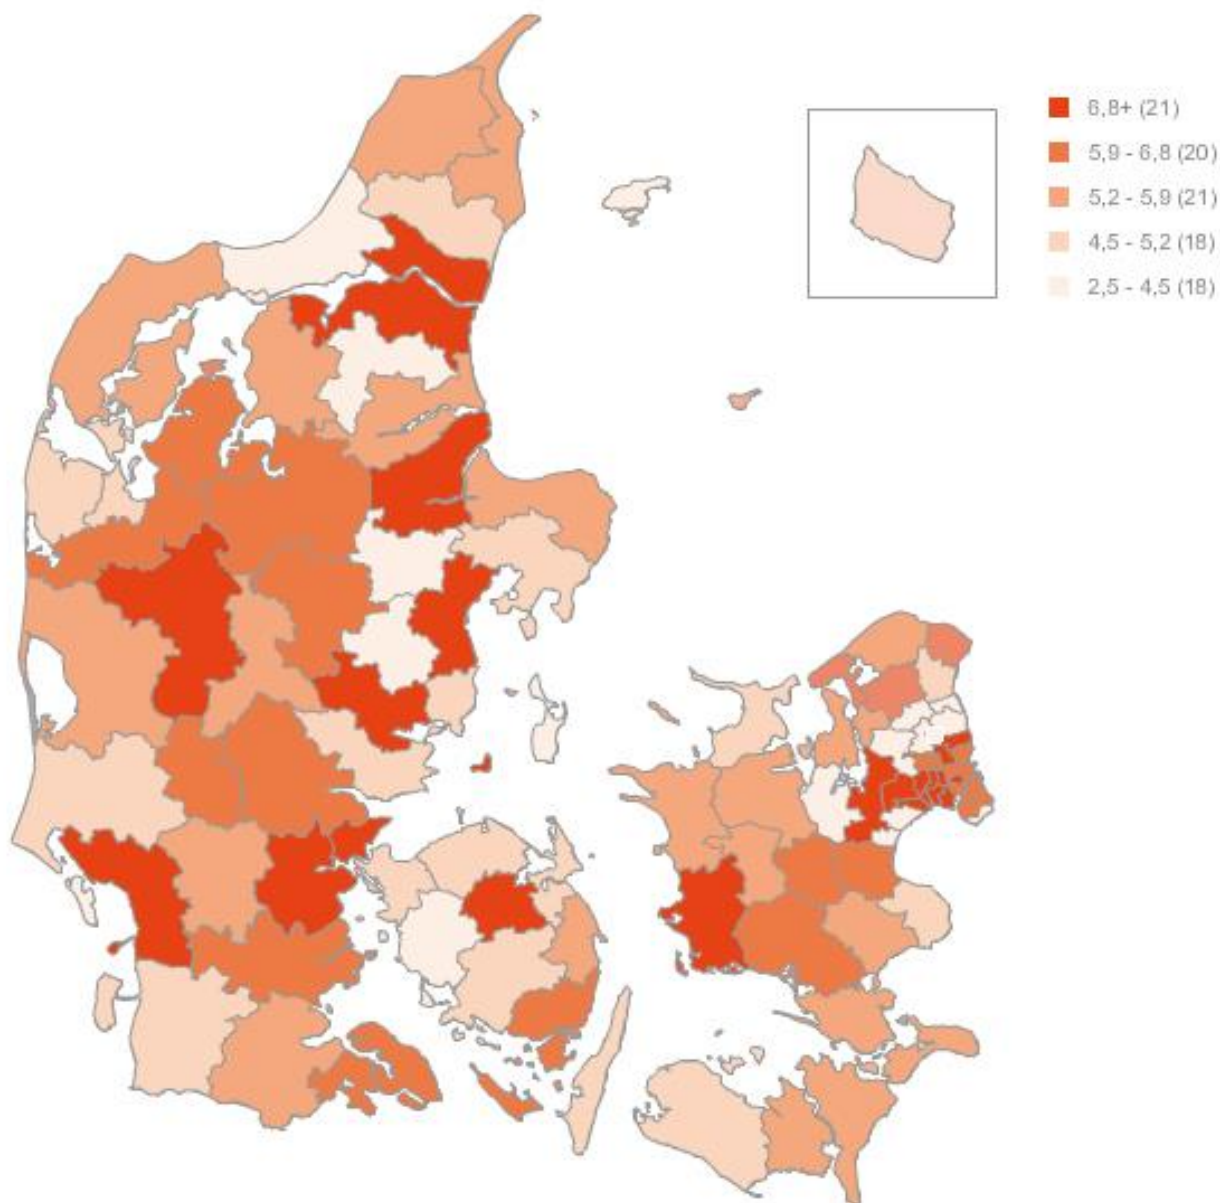 6,8+ (21)
5,9 - 6,8 (20)
5,2 - 5,9 (21)
4,5 - 5,2 (18)
2,5 - 4,5 (18)